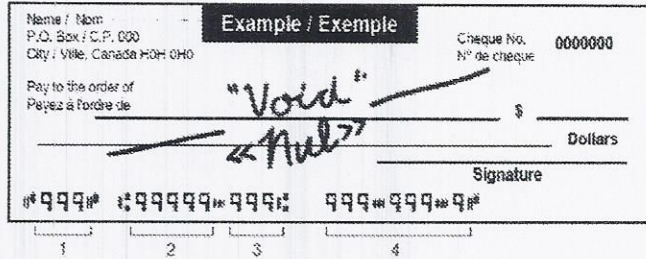 Name / Nom
P.O. Box / C.P. 000
City / Ville, Canada H0H 0H0
Example / Exemple
Cheque No. 0000000
N° de chèque
Pay to the order of
Payez à l'ordre de
"Void"
$
«Nul»
Dollars
Signature
⑈999⑈ ⑆99999⑉999⑆ 999⑉999⑉9⑈
1 2 3 4